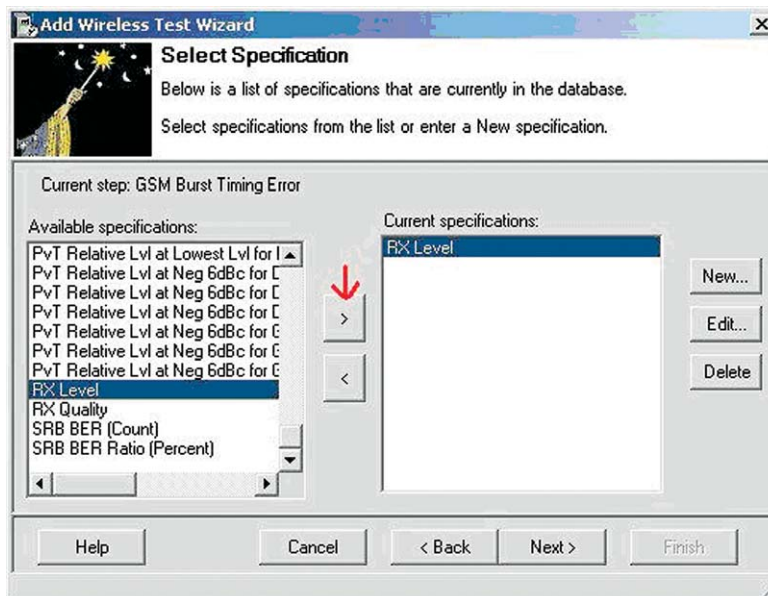 Add Wireless Test Wizard
Select Specification
Below is a list of specifications that are currently in the database.
Select specifications from the list or enter a New specification.
Current step: GSM Burst Timing Error
Available specifications:
PvT Relative Lvl at Lowest Lvl for
PvT Relative Lvl at Neg 6dBc for
PvT Relative Lvl at Neg 6dBc for
PvT Relative Lvl at Neg 6dBc for
PvT Relative Lvl at Neg 6dBc for
PvT Relative Lvl at Neg 6dBc for
PvT Relative Lvl at Neg 6dBc for
RX Level
RX Quality
SRB BER (Count)
SRB BER Ratio (Percent)
>
<
Current specifications:
RX Level
New...
Edit...
Delete
Help
Cancel
< Back
Next >
Finish